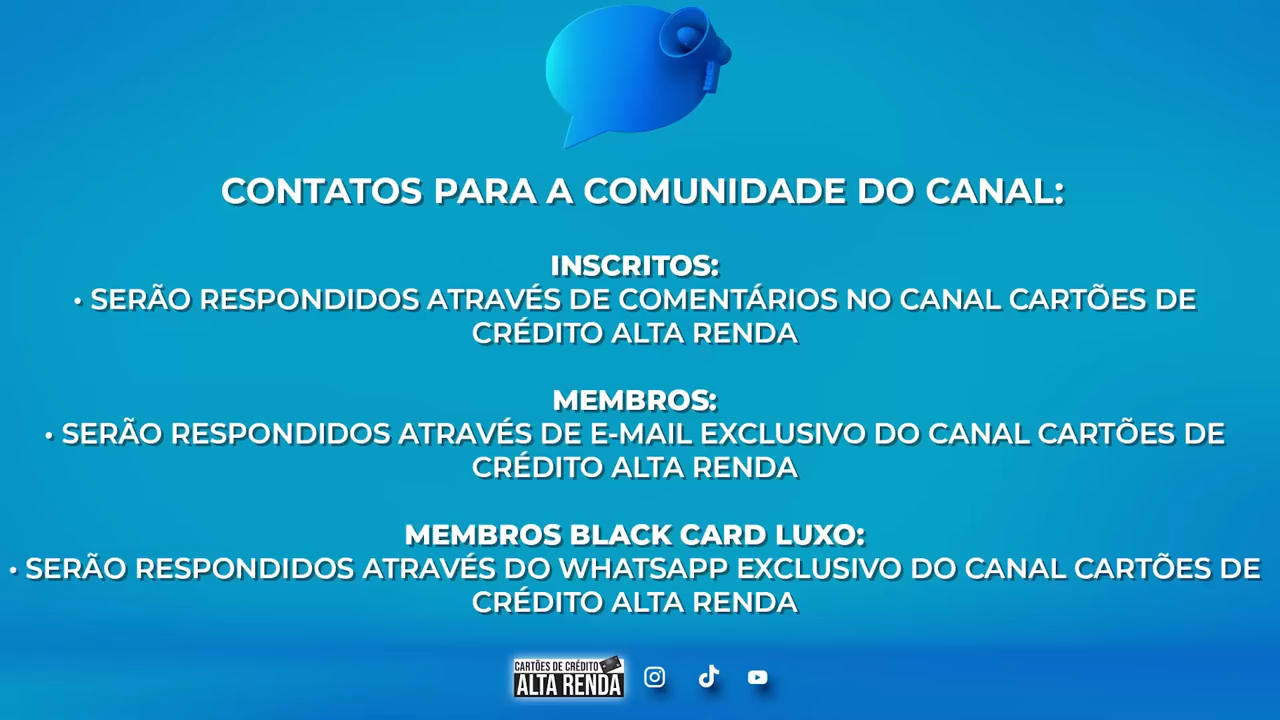 CONTATOS PARA A COMUNIDADE DO CANAL:
INSCRITOS:
• SERÃO RESPONDIDOS ATRAVÉS DE COMENTÁRIOS NO CANAL CARTÕES DE
CRÉDITO ALTA RENDA
MEMBROS:
• SERÃO RESPONDIDOS ATRAVÉS DE E-MAIL EXCLUSIVO DO CANAL CARTÕES DE
CRÉDITO ALTA RENDA
MEMBROS BLACK CARD LUXO:
• SERÃO RESPONDIDOS ATRAVÉS DO WHATSAPP EXCLUSIVO DO CANAL CARTÕES DE
CRÉDITO ALTA RENDA
CARTÕES DE CRÉDITO
ALTA RENDA